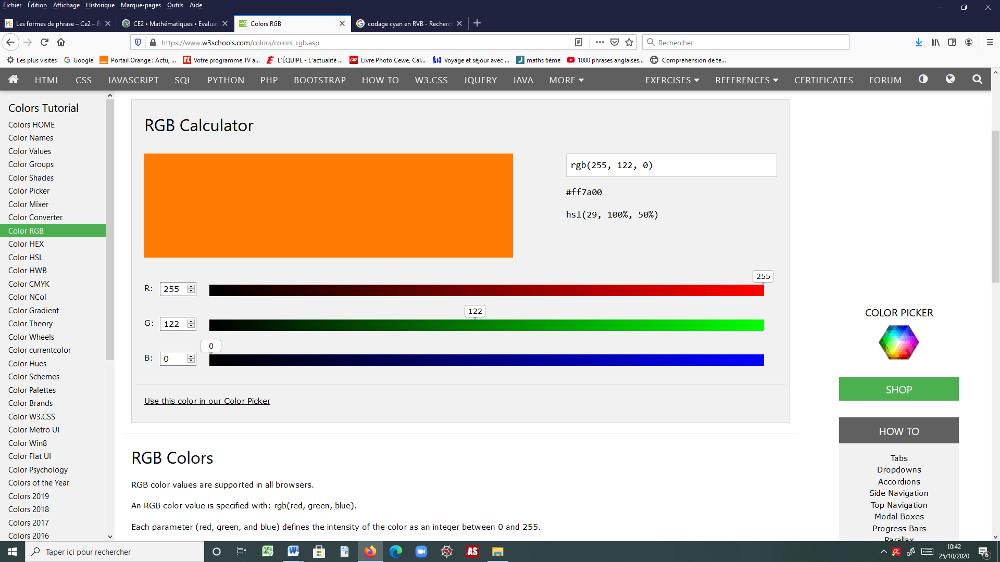 Fichier Édition Affichage Historique Marque-pages Outils Aide
Les formes de phrase – Ce2 – CE2 • Mathématiques • Evaluat Colors RGB codage cyan en RVB - Recherc
https://www.w3schools.com/colors/colors_rgb.asp Rechercher
Les plus visités Google Portail Orange : Actu, ... Votre programme TV a... L'ÉQUIPE - L'actualité ... Livre Photo Cewe, Cal... Voyage et séjour avec ... maths 6ème 1000 phrases anglaises... Compréhension de te...
HTML CSS JAVASCRIPT SQL PYTHON PHP BOOTSTRAP HOW TO W3.CSS JQUERY JAVA MORE EXERCISES REFERENCES CERTIFICATES FORUM
Colors Tutorial
Colors HOME
Color Names
Color Values
Color Groups
Color Shades
Color Picker
Color Mixer
Color Converter
Color RGB
Color HEX
Color HSL
Color HWB
Color CMYK
Color NCol
Color Gradient
Color Theory
Color Wheels
Color currentcolor
Color Hues
Color Schemes
Color Palettes
Color Brands
Color W3.CSS
Color Metro UI
Color Win8
Color Flat UI
Color Psychology
Colors of the Year
Colors 2019
Colors 2018
Colors 2017
Colors 2016
RGB Calculator
rgb(255, 122, 0)
#ff7a00
hsl(29, 100%, 50%)
255
R: 255
122
G: 122
0
B: 0
Use this color in our Color Picker
RGB Colors
RGB color values are supported in all browsers.
An RGB color value is specified with: rgb(red, green, blue).
Each parameter (red, green, and blue) defines the intensity of the color as an integer between 0 and 255.
COLOR PICKER
SHOP
HOW TO
Tabs
Dropdowns
Accordions
Side Navigation
Top Navigation
Modal Boxes
Progress Bars
Parallax
Taper ici pour rechercher
AS
10:42
25/10/2020
6